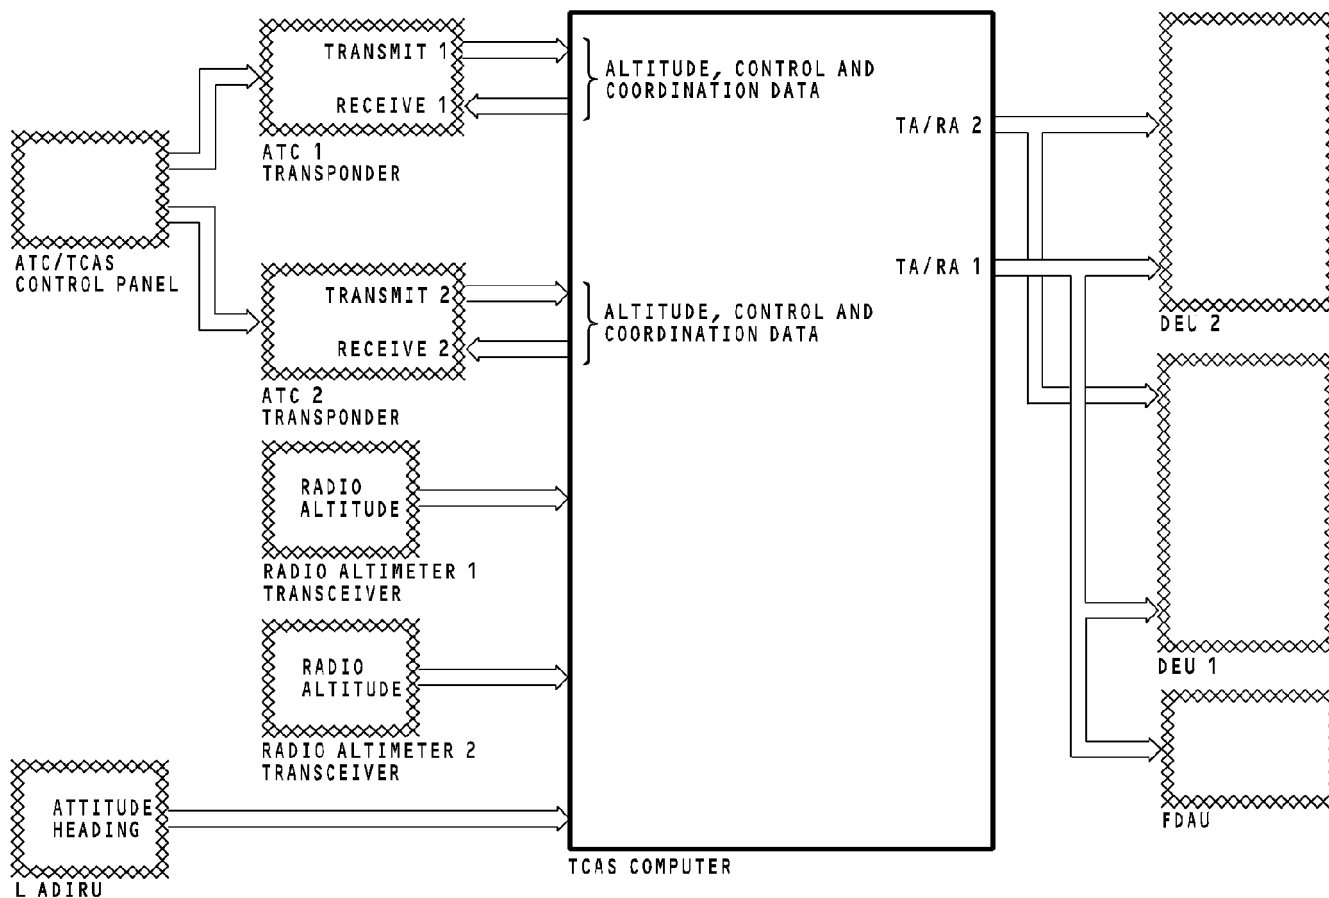 TRANSMIT 1
RECEIVE 1
ATC 1
TRANSPONDER
ALTITUDE, CONTROL AND
COORDINATION DATA
TA/RA 2
ATC/TCAS
CONTROL PANEL
TRANSMIT 2
RECEIVE 2
ATC 2
TRANSPONDER
ALTITUDE, CONTROL AND
COORDINATION DATA
TA/RA 1
DEU 2
RADIO
ALTITUDE
RADIO ALTIMETER 1
TRANSCEIVER
RADIO
ALTITUDE
RADIO ALTIMETER 2
TRANSCEIVER
DEU 1
ATTITUDE
HEADING
L ADIRU
TCAS COMPUTER
FDAU